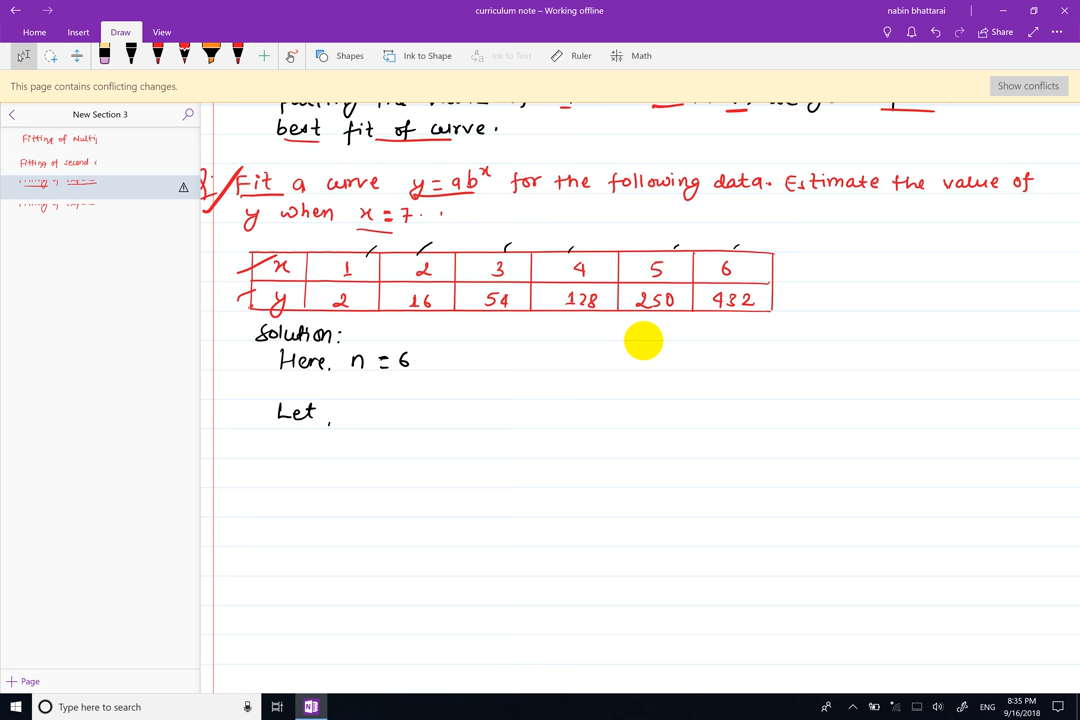 curriculum note – Working offline
nabin bhattarai
Home Insert Draw View
Share
Shapes Ink to Shape Ink to Text Ruler Math
This page contains conflicting changes. Show conflicts
New Section 3
Fitting of
Fitting of second
best fit of curve.
Fit a curve y = ab^x for the following data. Estimate the value of
y when x = 7.
x 1 2 3 4 5 6
y 2 16 54 128 250 432
Solution:
Here, n = 6
Let,
Page
Type here to search
ENG
8:35 PM
9/16/2018